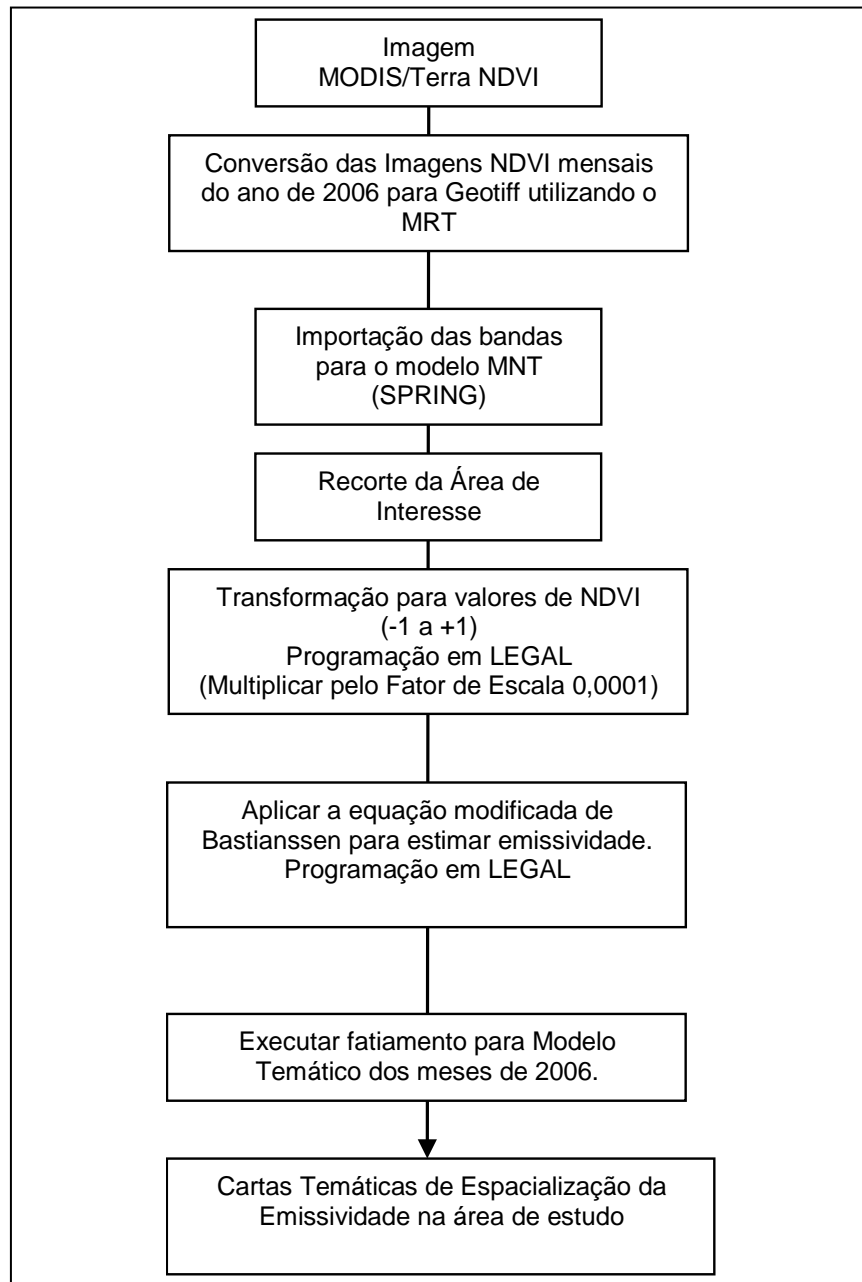 Imagem
MODIS/Terra NDVI
Conversão das Imagens NDVI mensais
do ano de 2006 para Geotiff utilizando o
MRT
Importação das bandas
para o modelo MNT
(SPRING)
Recorte da Área de
Interesse
Transformação para valores de NDVI
(-1 a +1)
Programação em LEGAL
(Multiplicar pelo Fator de Escala 0,0001)
Aplicar a equação modificada de
Bastianssen para estimar emissividade.
Programação em LEGAL
Executar fatiamento para Modelo
Temático dos meses de 2006.
Cartas Temáticas de Espacialização da
Emissividade na área de estudo